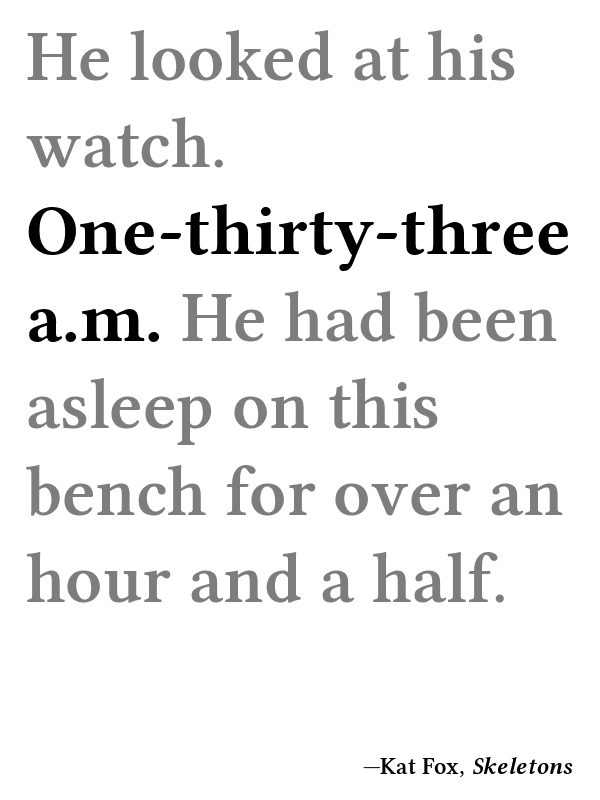 He looked at his
watch.
One-thirty-three
a.m. He had been
asleep on this
bench for over an
hour and a half.
—Kat Fox, Skeletons